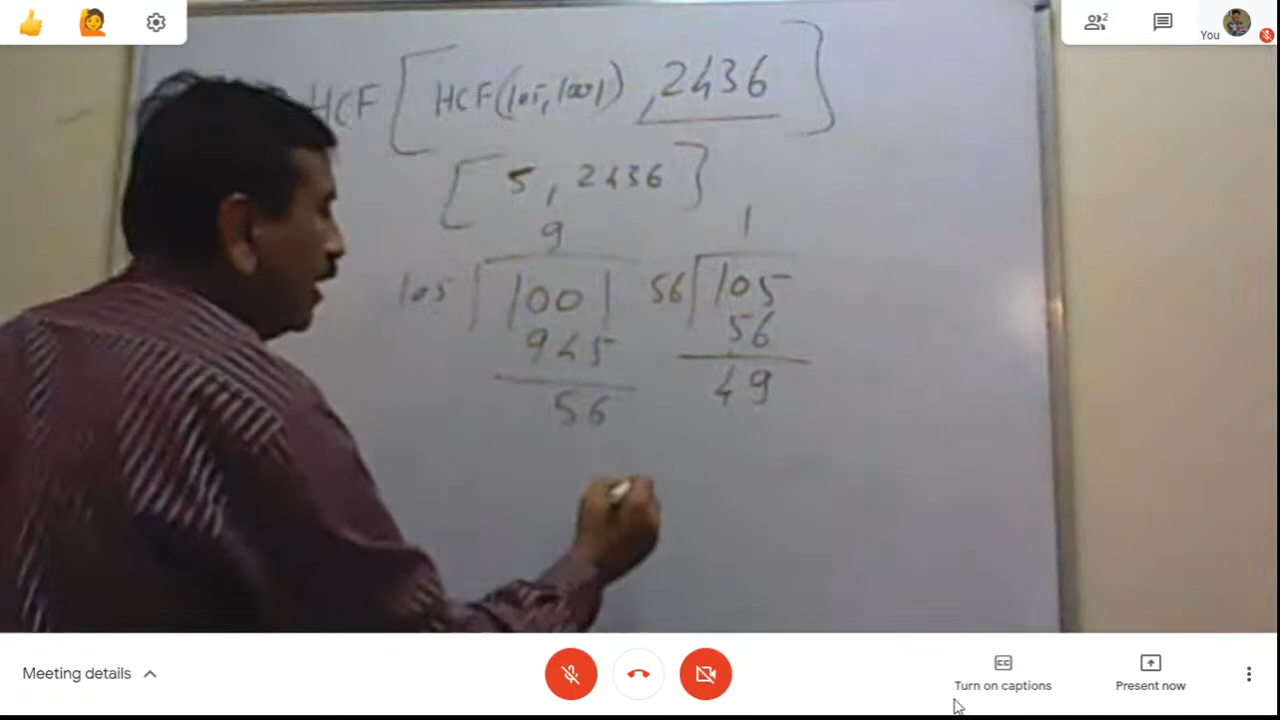 You
2
HCF [ HCF(105,1001) , 2436 ]
[ 5 , 2436 ]
9
105 1001
945
56
1
56 105
56
49
Meeting details
Turn on captions
Present now